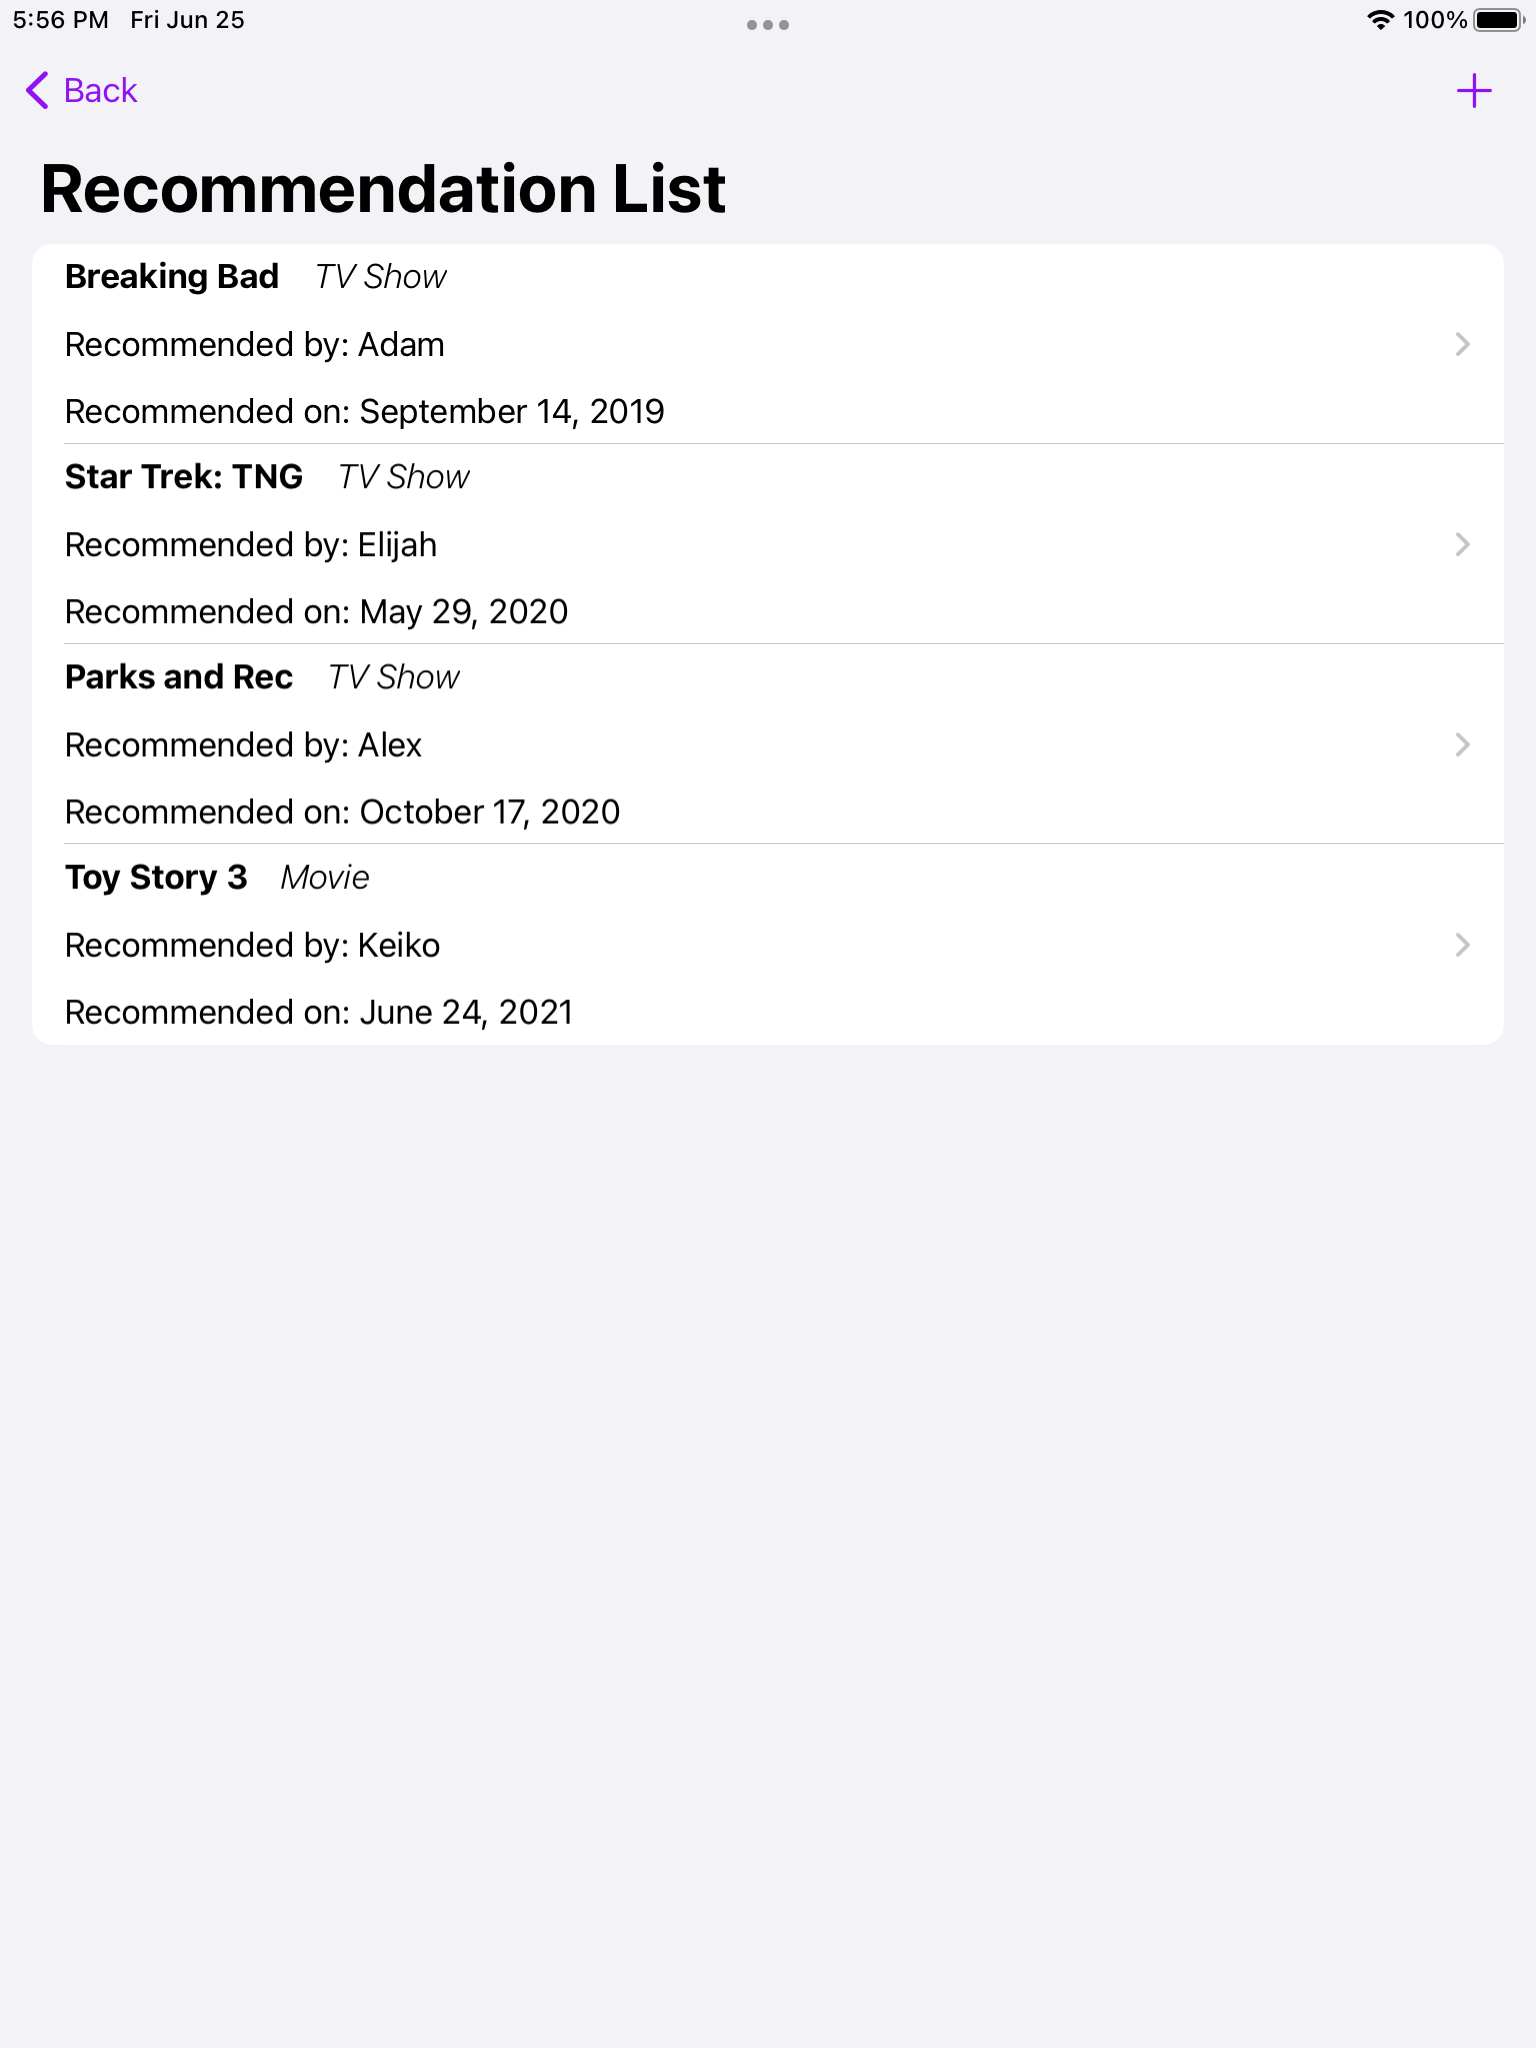 5:56 PM Fri Jun 25 100%
Back
Recommendation List
Breaking Bad TV Show
Recommended by: Adam
Recommended on: September 14, 2019
Star Trek: TNG TV Show
Recommended by: Elijah
Recommended on: May 29, 2020
Parks and Rec TV Show
Recommended by: Alex
Recommended on: October 17, 2020
Toy Story 3 Movie
Recommended by: Keiko
Recommended on: June 24, 2021